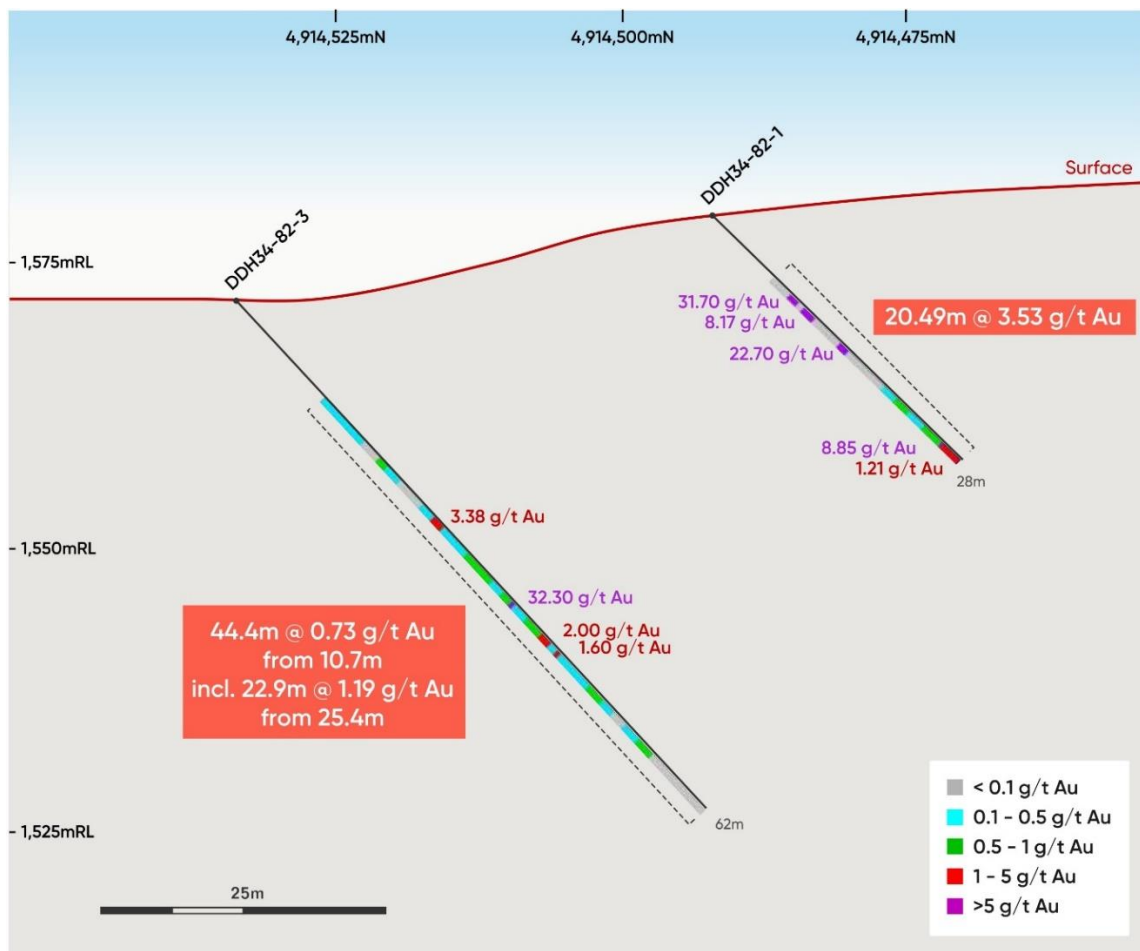 4,914,525mN
4,914,500mN
4,914,475mN
DDH34-82-1
Surface
DDH34-82-3
1,575mRL
31.70 g/t Au
8.17 g/t Au
20.49m @ 3.53 g/t Au
22.70 g/t Au
8.85 g/t Au
1.21 g/t Au
28m
3.38 g/t Au
1,550mRL
32.30 g/t Au
2.00 g/t Au
1.60 g/t Au
44.4m @ 0.73 g/t Au
from 10.7m
incl. 22.9m @ 1.19 g/t Au
from 25.4m
62m
1,525mRL
< 0.1 g/t Au
0.1 - 0.5 g/t Au
0.5 - 1 g/t Au
1 - 5 g/t Au
>5 g/t Au
25m